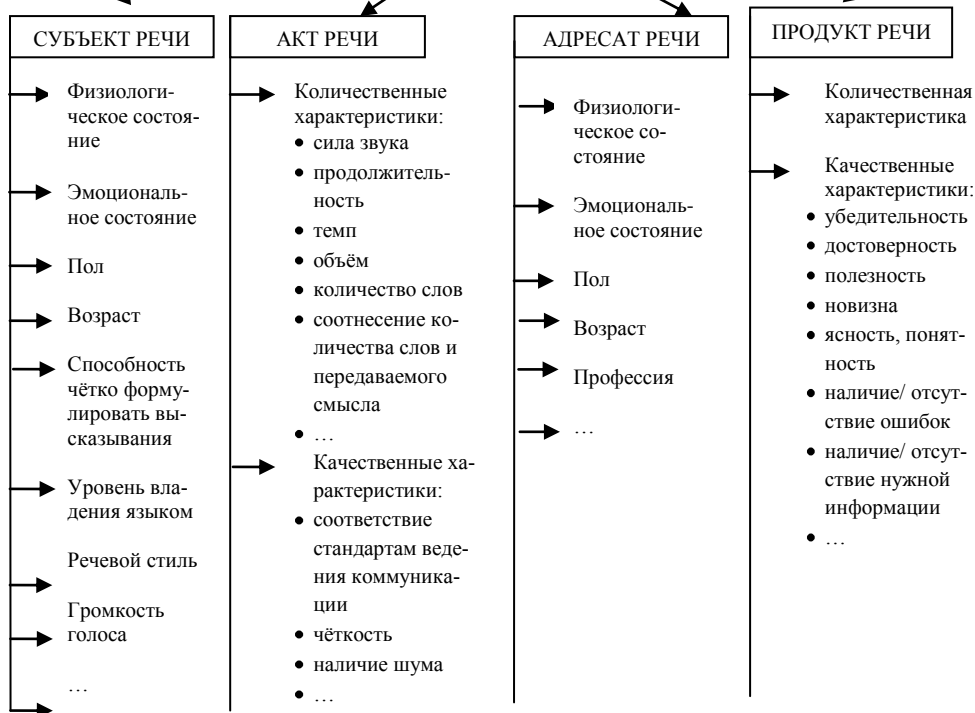 СУБЪЕКТ РЕЧИ
Физиологи-
ческое состоя-
ние
Эмоциональ-
ное состояние
Пол
Возраст
Способность
чётко форму-
лировать вы-
сказывания
Уровень вла-
дения языком
Речевой стиль
Громкость
голоса
…
АКТ РЕЧИ
Количественные
характеристики:
• сила звука
• продолжитель-
ность
• темп
• объём
• количество слов
• соотнесение ко-
личества слов и
передаваемого
смысла
• …
Качественные ха-
рактеристики:
• соответствие
стандартам веде-
ния коммуника-
ции
• чёткость
• наличие шума
• …
АДРЕСАТ РЕЧИ
Физиологи-
ческое со-
стояние
Эмоциональ-
ное состояние
Пол
Возраст
Профессия
…
ПРОДУКТ РЕЧИ
Количественная
характеристика
Качественные
характеристики:
• убедительность
• достоверность
• полезность
• новизна
• ясность, понят-
ность
• наличие/ отсут-
ствие ошибок
• наличие/ отсут-
ствие нужной
информации
• …